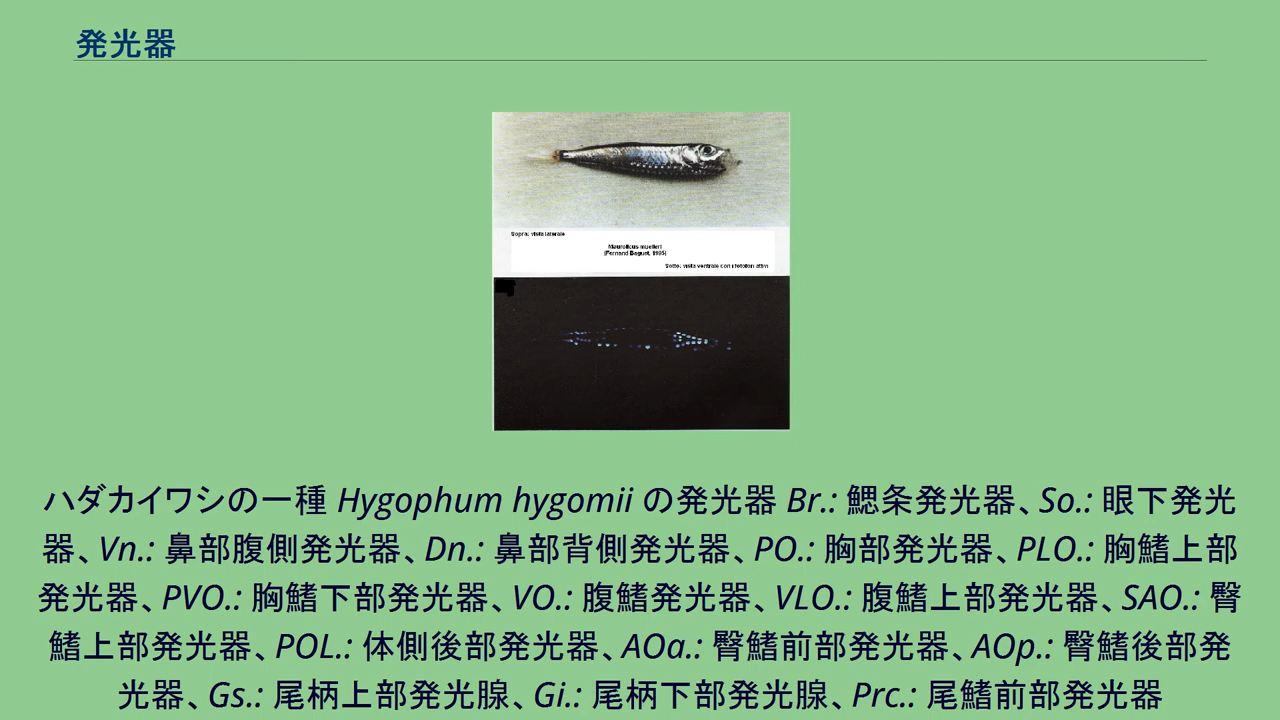 発光器
Sopra: vista laterale
Maurolicus muelleri
(Fernand Baguet, 1995)
Sotto: vista ventrale con i fotofori attivi
ハダカイワシの一種 Hygophum hygomii の発光器 Br.: 鰓条発光器、So.: 眼下発光
器、Vn.: 鼻部腹側発光器、Dn.: 鼻部背側発光器、PO.: 胸部発光器、PLO.: 胸鰭上部
発光器、PVO.: 胸鰭下部発光器、VO.: 腹鰭発光器、VLO.: 腹鰭上部発光器、SAO.: 臀
鰭上部発光器、POL.: 体側後部発光器、AOa.: 臀鰭前部発光器、AOp.: 臀鰭後部発
光器、Gs.: 尾柄上部発光腺、Gi.: 尾柄下部発光腺、Prc.: 尾鰭前部発光器